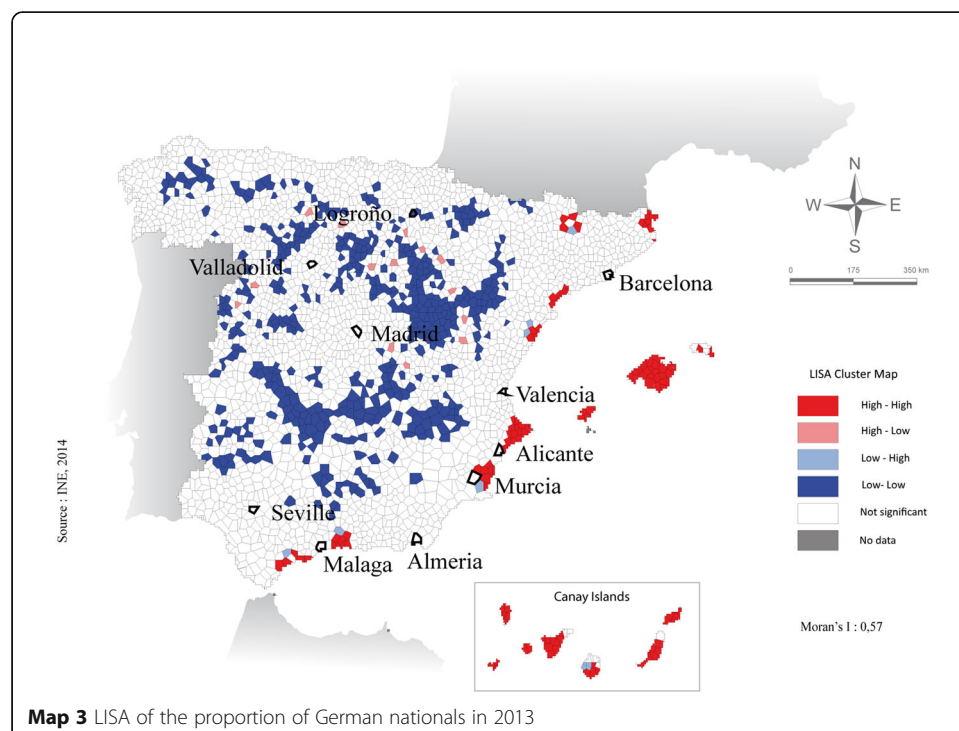 Logroño
Valladolid
Madrid
Barcelona
Valencia
Alicante
Murcia
Seville
Malaga
Almeria
N
W E
S
0 175 350 km
LISA Cluster Map
High - High
High - Low
Low - High
Low- Low
Not significant
No data
Source : INE, 2014
Canay Islands
Moran's I : 0,57
Map 3 LISA of the proportion of German nationals in 2013